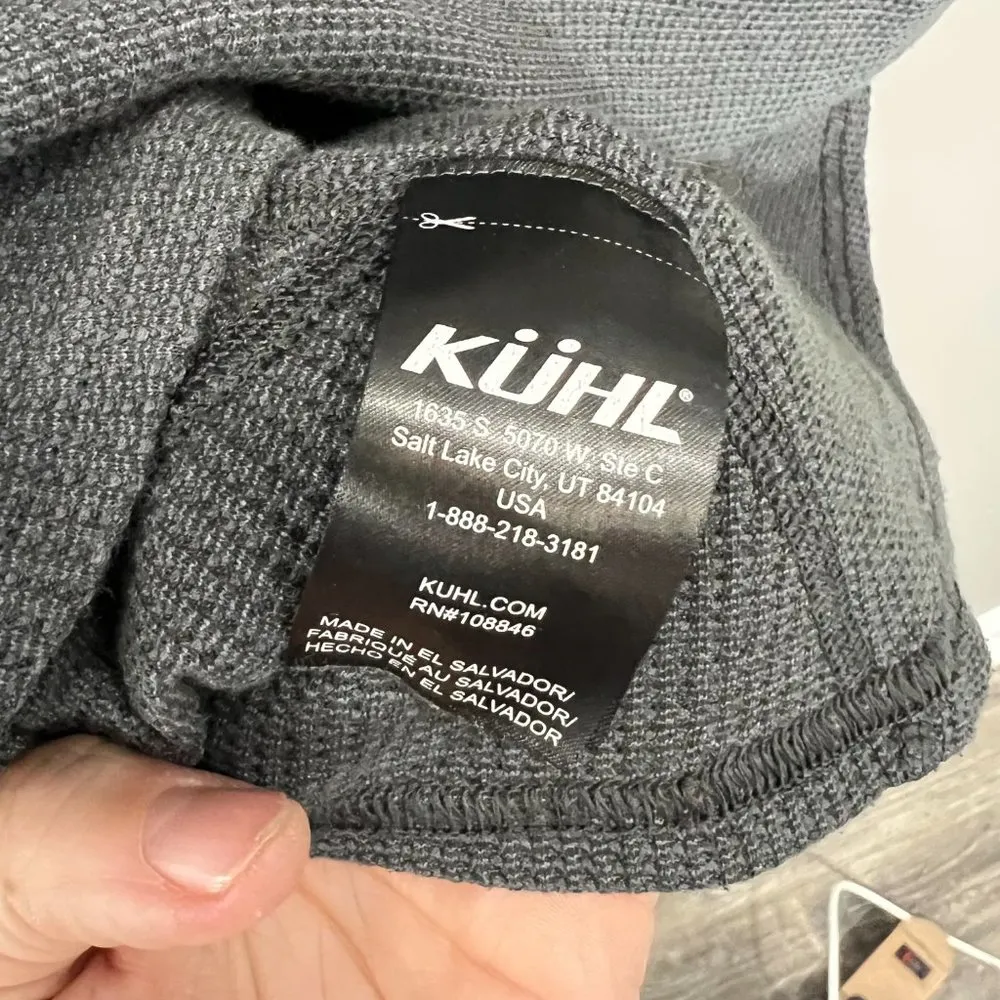 KÜHL®
1635 S. 5070 W. Ste C
Salt Lake City, UT 84104
USA
1-888-218-3181
KUHL.COM
RN#108846
MADE IN EL SALVADOR/
FABRIQUE AU SALVADOR/
HECHO EN EL SALVADOR